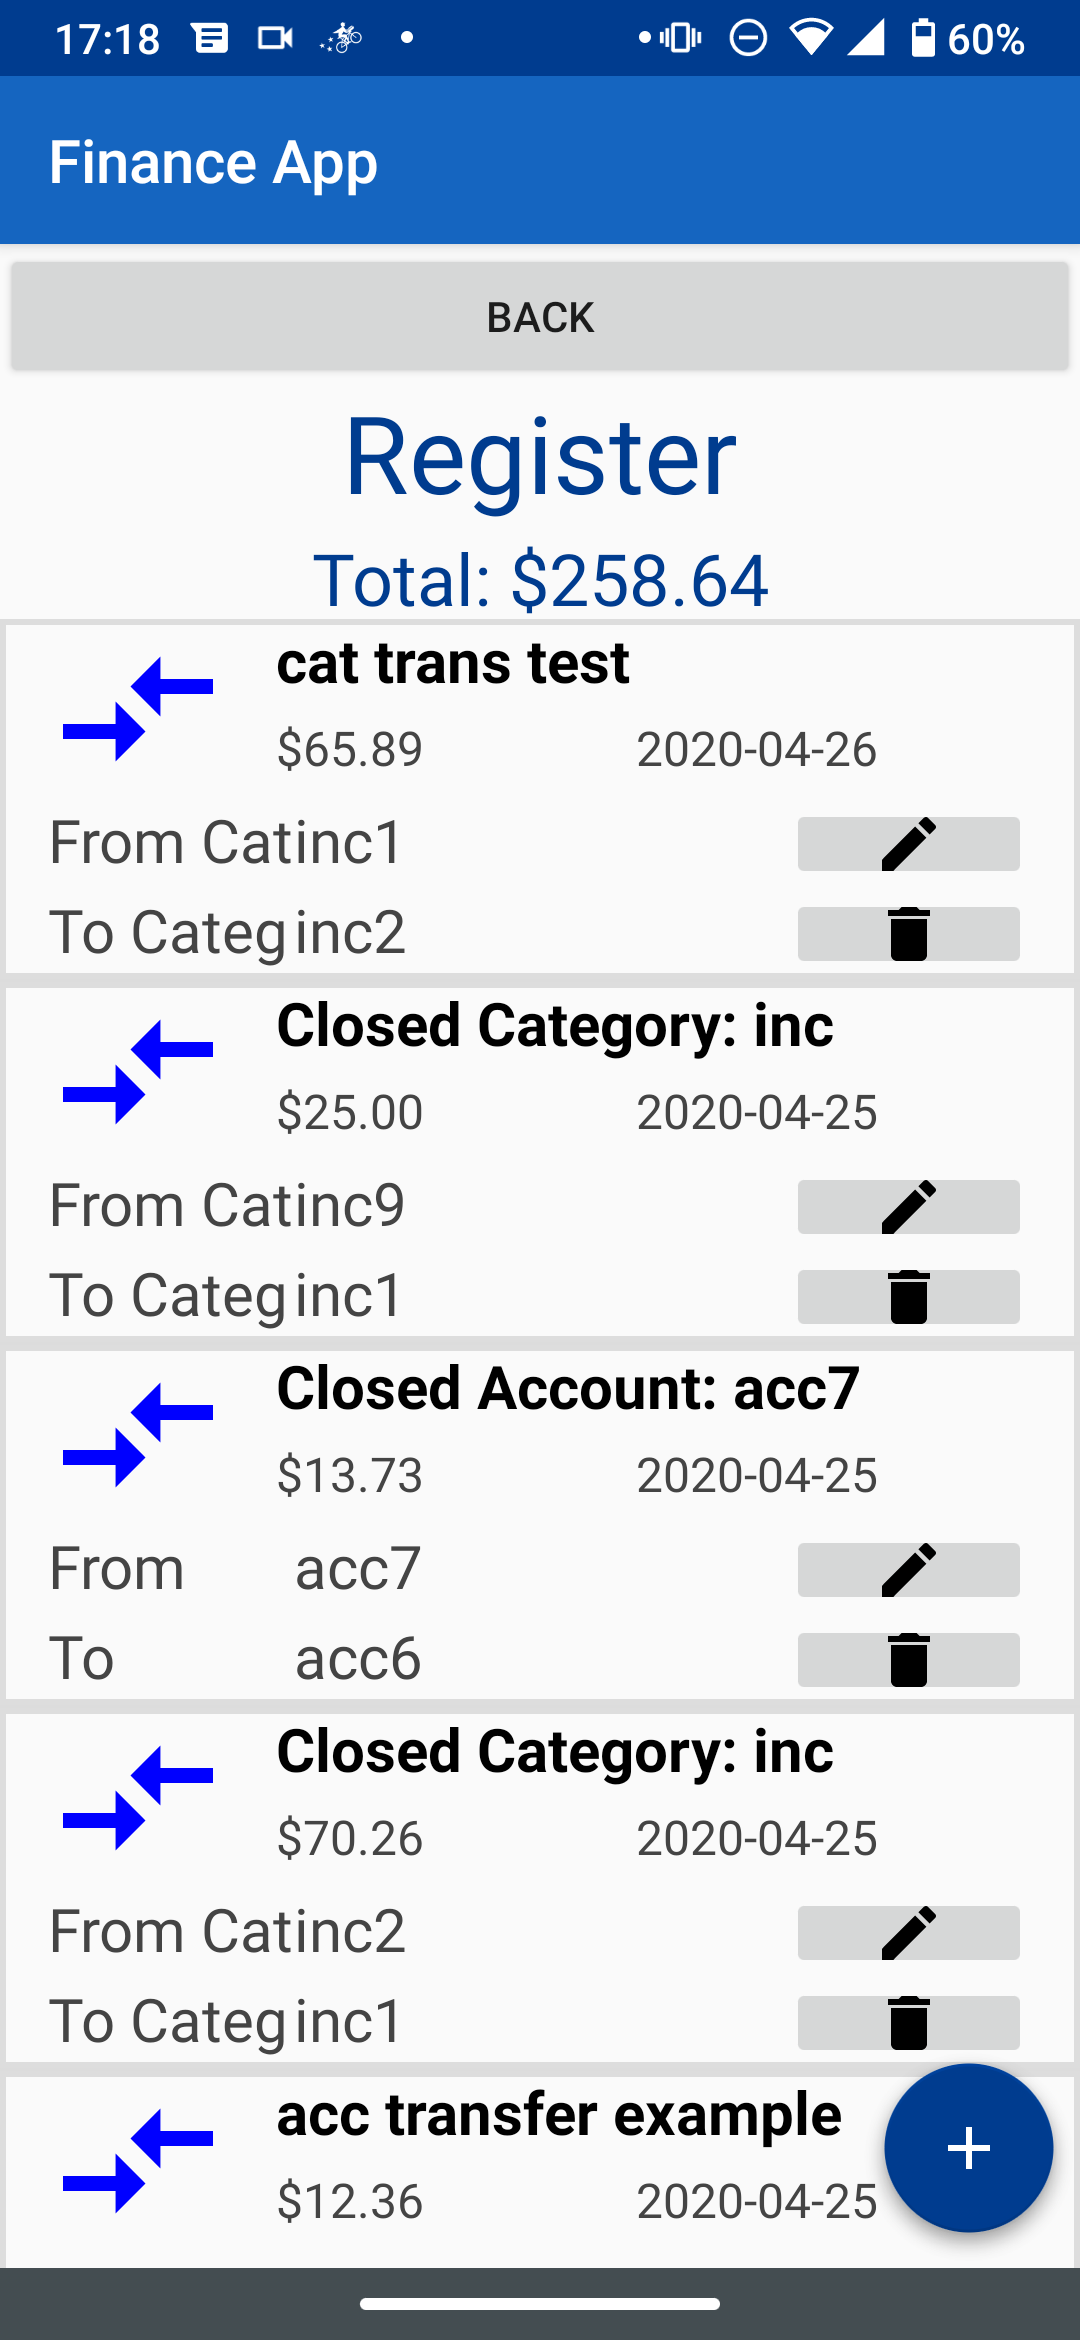 17:18 60%
Finance App
BACK
Register
Total: $258.64
cat trans test
$65.89 2020-04-26
From Catinc1
To Categinc2
Closed Category: inc
$25.00 2020-04-25
From Catinc9
To Categinc1
Closed Account: acc7
$13.73 2020-04-25
From acc7
To acc6
Closed Category: inc
$70.26 2020-04-25
From Catinc2
To Categinc1
acc transfer example
$12.36 2020-04-25